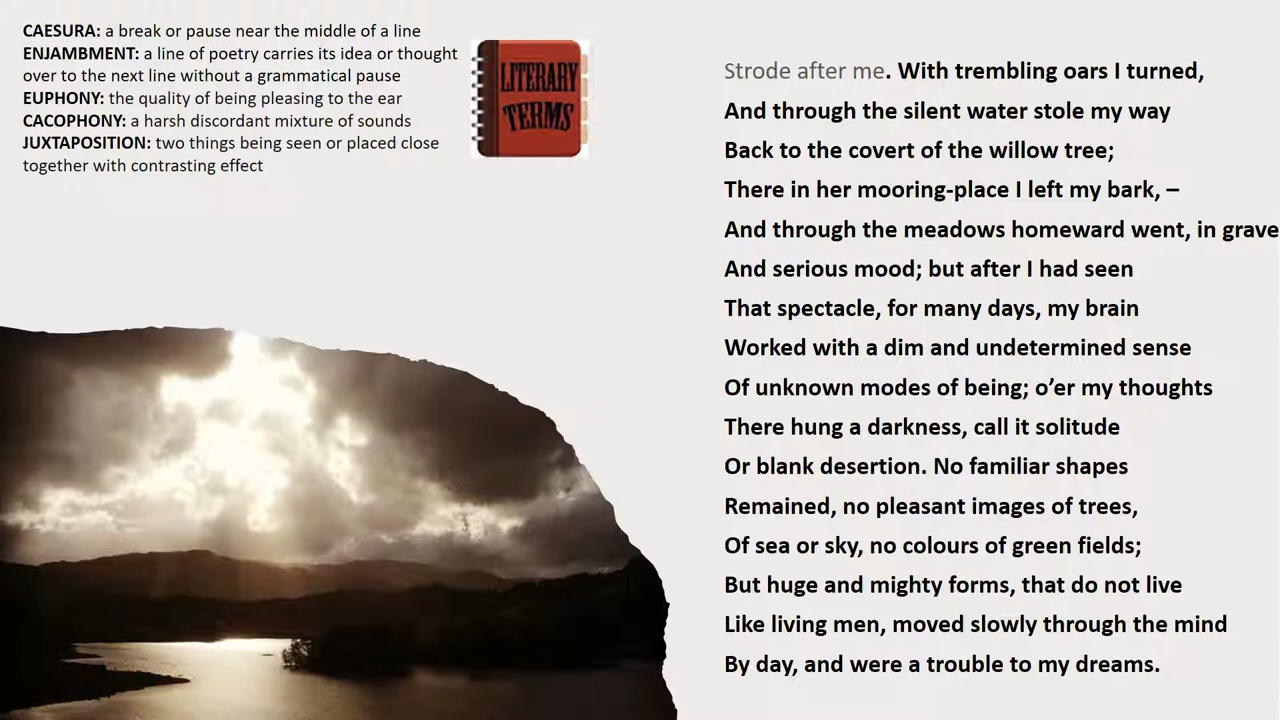 CAESURA: a break or pause near the middle of a line
ENJAMBMENT: a line of poetry carries its idea or thought
over to the next line without a grammatical pause
EUPHONY: the quality of being pleasing to the ear
CACOPHONY: a harsh discordant mixture of sounds
JUXTAPOSITION: two things being seen or placed close
together with contrasting effect
LITERARY
TERMS
Strode after me. With trembling oars I turned,
And through the silent water stole my way
Back to the covert of the willow tree;
There in her mooring-place I left my bark, –
And through the meadows homeward went, in grave
And serious mood; but after I had seen
That spectacle, for many days, my brain
Worked with a dim and undetermined sense
Of unknown modes of being; o’er my thoughts
There hung a darkness, call it solitude
Or blank desertion. No familiar shapes
Remained, no pleasant images of trees,
Of sea or sky, no colours of green fields;
But huge and mighty forms, that do not live
Like living men, moved slowly through the mind
By day, and were a trouble to my dreams.